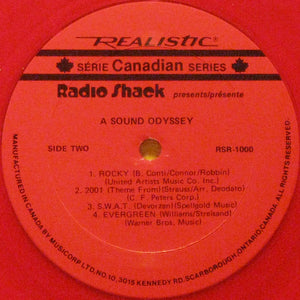 REALISTIC®
SÉRIE Canadian SERIES
Radio Shack presents/présente
A SOUND ODYSSEY
SIDE TWO
RSR-1000
1. ROCKY (B. Conti/Connor/Robbin)
(United Artists Music Co. Inc.)
2. 2001 (Theme From)(Strauss/Arr. Deodato)
(C. F. Peters Corp.)
3. S.W.A.T. (Devorzen)(Spellgold Music)
4. EVERGREEN (Williams/Streisand)
(Warner Bros. Music)
MANUFACTURED IN CANADA BY MUSICORP LTD., NO.10, 3015 KENNEDY RD. SCARBOROUGH, ONTARIO, CANADA. ALL RIGHTS RESERVED.